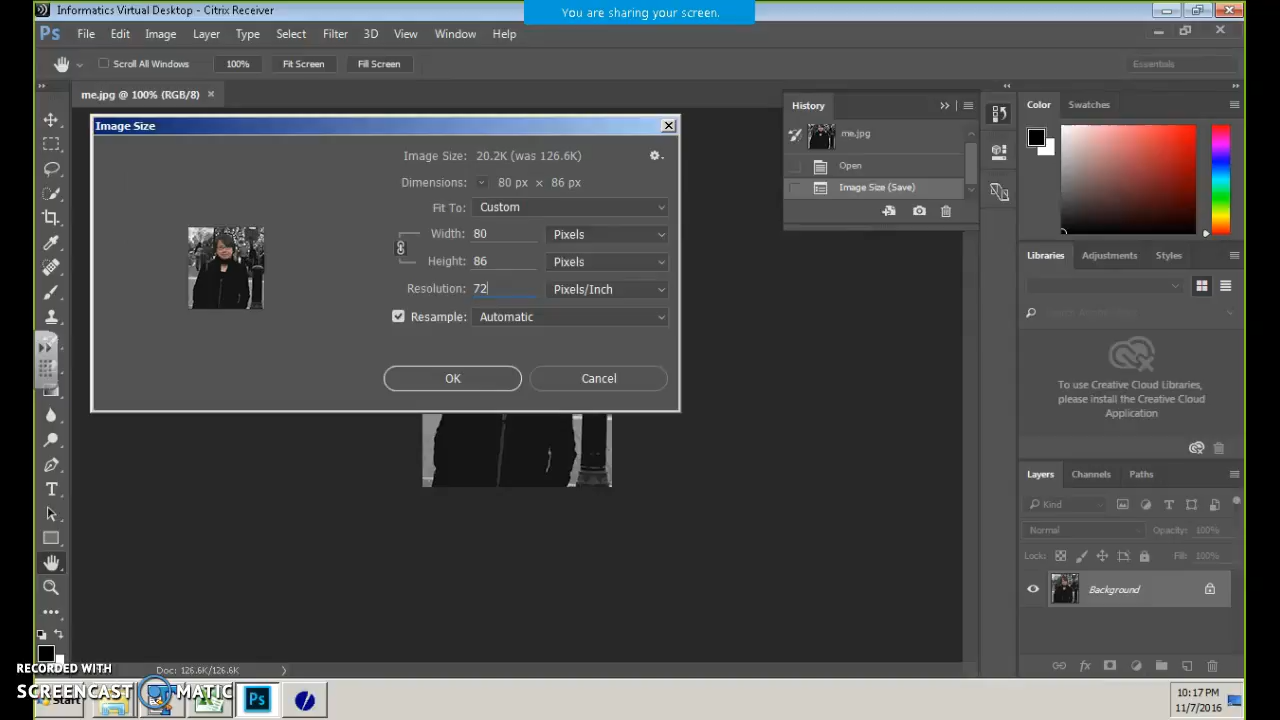 Informatics Virtual Desktop - Citrix Receiver
You are sharing your screen.
Ps File Edit Image Layer Type Select Filter 3D View Window Help
Scroll All Windows 100% Fit Screen Fill Screen Essentials
me.jpg @ 100% (RGB/8) ×
Image Size
Image Size: 20.2K (was 126.6K)
Dimensions: 80 px × 86 px
Fit To: Custom
Width: 80 Pixels
Height: 86 Pixels
Resolution: 72 Pixels/Inch
Resample: Automatic
OK Cancel
History
me.jpg
Open
Image Size (Save)
Color Swatches
Libraries Adjustments Styles
To use Creative Cloud Libraries,
please install the Creative Cloud
Application
Layers Channels Paths
Kind
Normal Opacity: 100%
Lock: Fill: 100%
Background
Doc: 126.6K/126.6K
RECORDED WITH
SCREENCAST MATIC
Start Ps
10:17 PM
11/7/2016